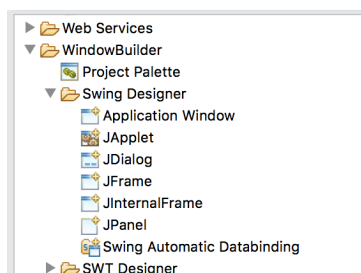 Web Services
WindowBuilder
Project Palette
Swing Designer
Application Window
JApplet
JDialog
JFrame
JInternalFrame
JPanel
Swing Automatic Databinding
SWT Designer